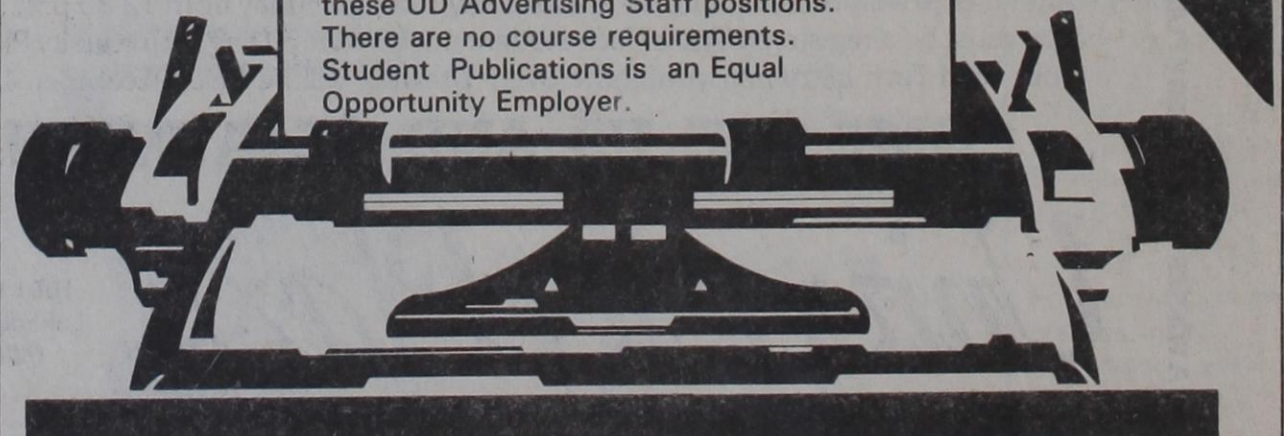 these UD Advertising Staff positions.
There are no course requirements.
Student Publications is an Equal
Opportunity Employer.